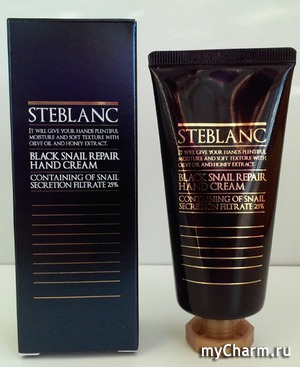 STEBLANC
IT WILL GIVE YOUR HANDS PLENTIFUL
MOISTURE AND SOFT TEXTURE WITH
OILVE OIL AND HONEY EXTRACT.
BLACK SNAIL REPAIR
HAND CREAM
CONTAINING OF SNAIL
SECRETION FILTRATE 25%
STEBLANC
IT WILL GIVE YOUR HANDS PLENTIFUL
MOISTURE AND SOFT TEXTURE WITH
OILVE OIL AND HONEY EXTRACT.
BLACK SNAIL REPAIR
HAND CREAM
CONTAINING OF SNAIL
SECRETION FILTRATE 25%
myCharm.ru